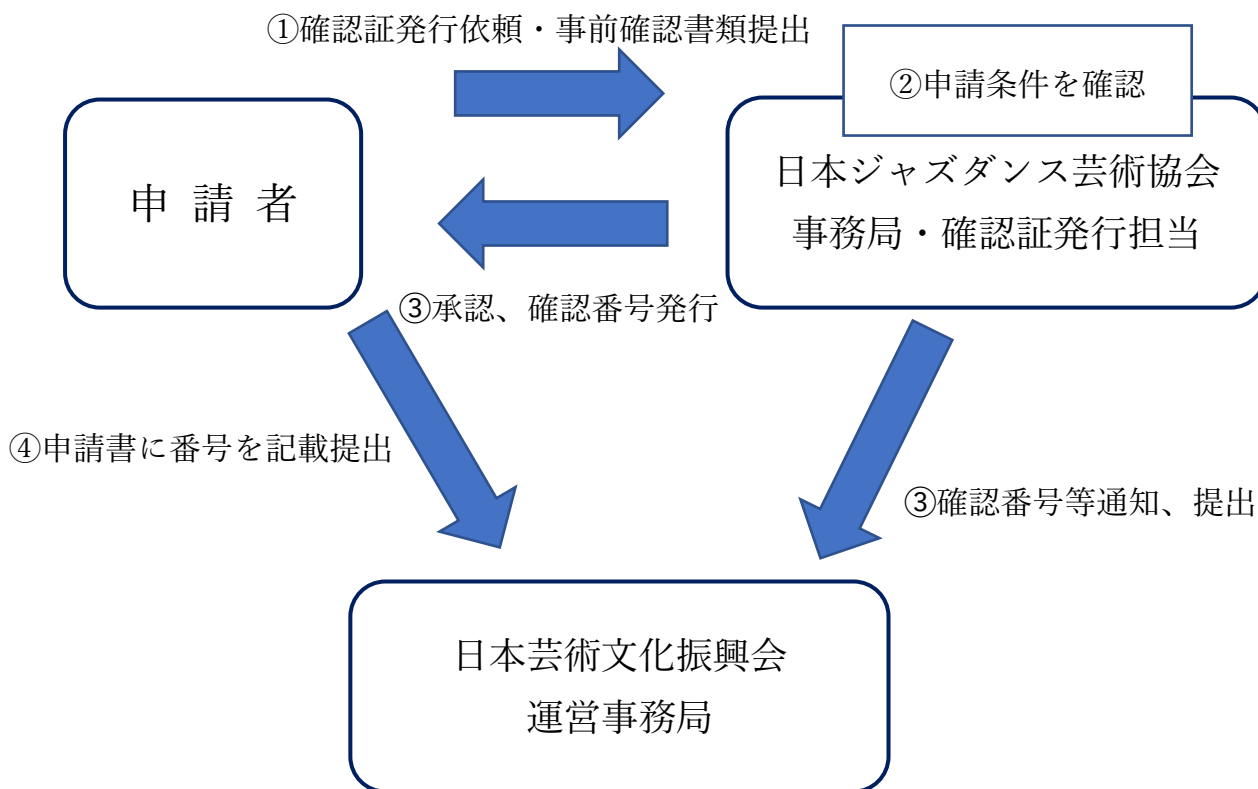 ①確認証発行依頼・事前確認書類提出
②申請条件を確認
申請者
日本ジャズダンス芸術協会
事務局・確認証発行担当
③承認、確認番号発行
④申請書に番号を記載提出
③確認番号等通知、提出
日本芸術文化振興会
運営事務局